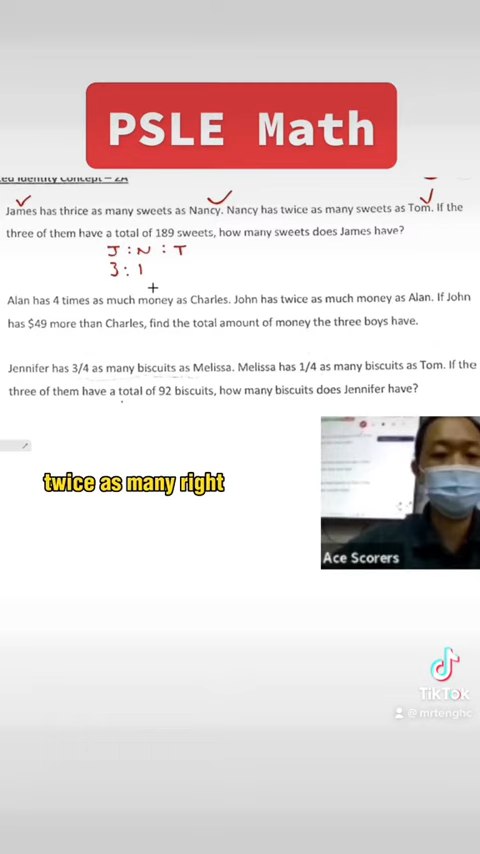 PSLE Math
ted Identity Concept – 2A
James has thrice as many sweets as Nancy. Nancy has twice as many sweets as Tom. If the
three of them have a total of 189 sweets, how many sweets does James have?
J : N : T
3 : 1
Alan has 4 times as much money as Charles. John has twice as much money as Alan. If John
has $49 more than Charles, find the total amount of money the three boys have.
Jennifer has 3/4 as many biscuits as Melissa. Melissa has 1/4 as many biscuits as Tom. If the
three of them have a total of 92 biscuits, how many biscuits does Jennifer have?
twice as many right
Ace Scorers
TikTok
@mrtenghc